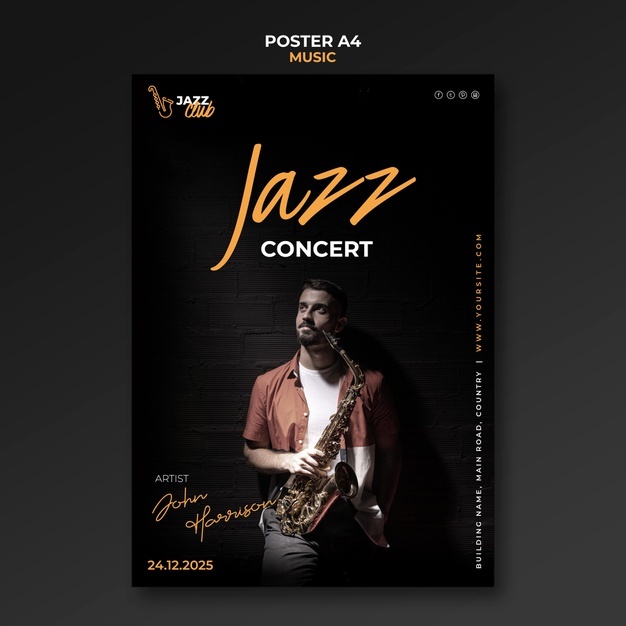 POSTER A4
MUSIC
JAZZ
Club
Jazz
CONCERT
ARTIST
John
Harrison
24.12.2025
BUILDING NAME, MAIN ROAD, COUNTRY | WWW.YOURSITE.COM